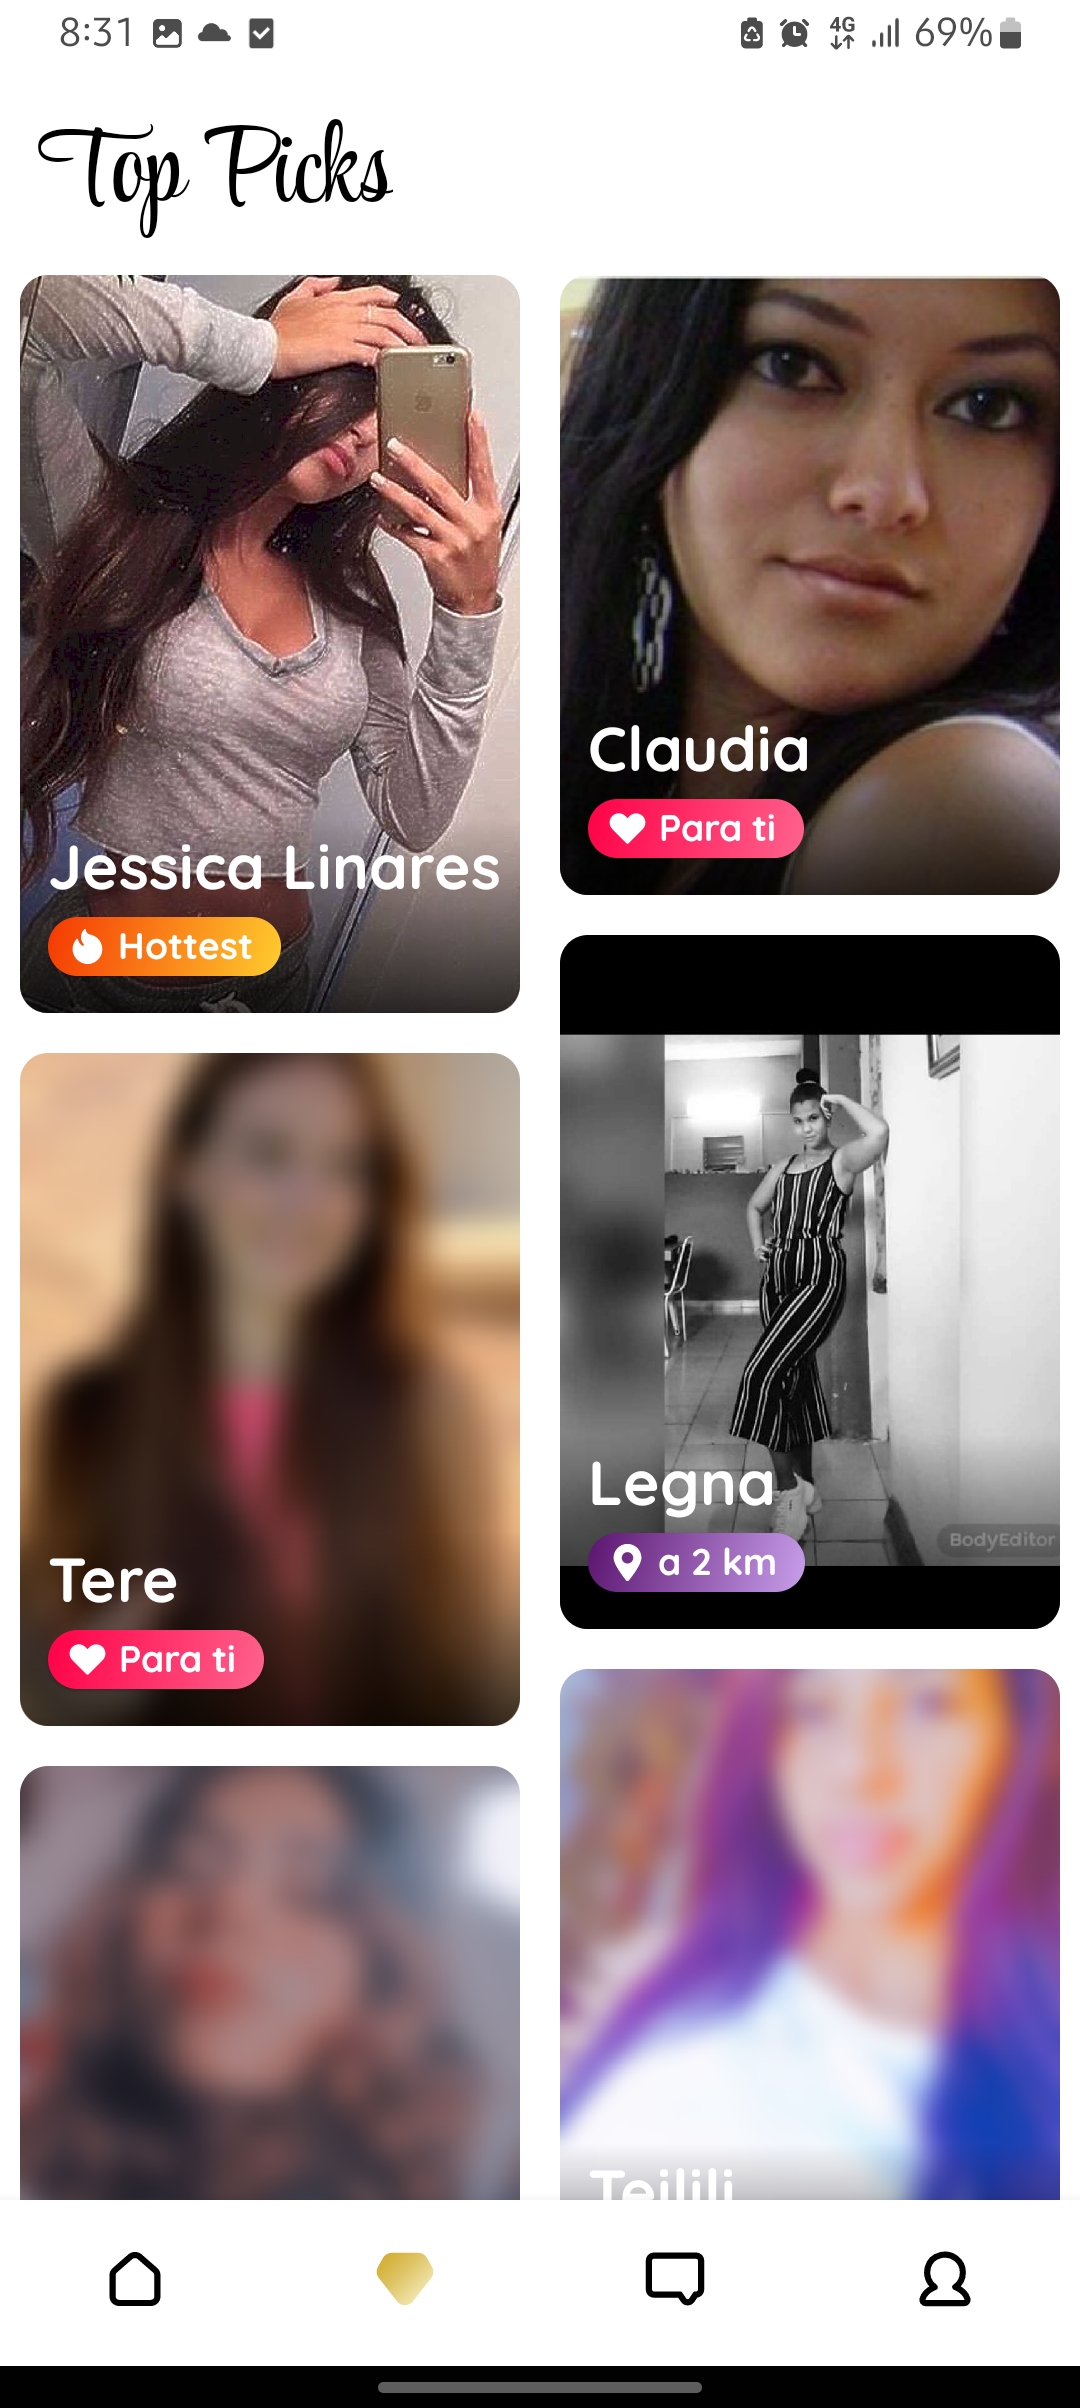 8:31
4G
69%
Top Picks
Jessica Linares
Hottest
Claudia
Para ti
Tere
Para ti
Legna
a 2 km
BodyEditor
Teilili